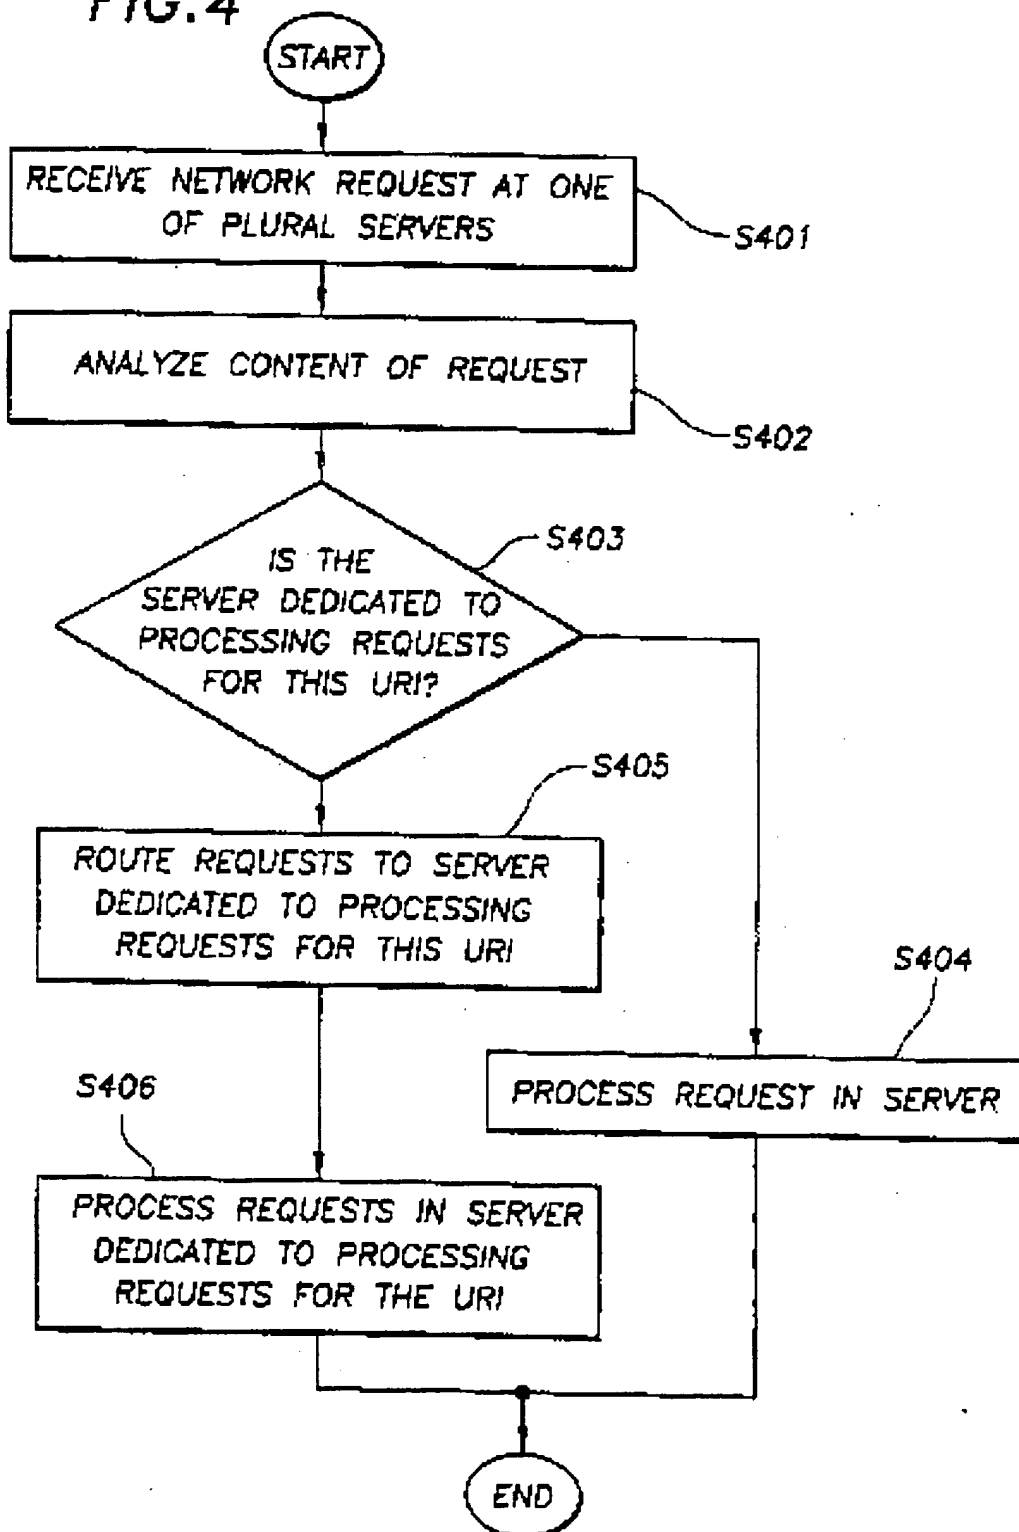 FIG.4
START
RECEIVE NETWORK REQUEST AT ONE
OF PLURAL SERVERS
S401
ANALYZE CONTENT OF REQUEST
S402
S403
IS THE
SERVER DEDICATED TO
PROCESSING REQUESTS
FOR THIS URI?
S405
ROUTE REQUESTS TO SERVER
DEDICATED TO PROCESSING
REQUESTS FOR THIS URI
S404
PROCESS REQUEST IN SERVER
S406
PROCESS REQUESTS IN SERVER
DEDICATED TO PROCESSING
REQUESTS FOR THE URI
END